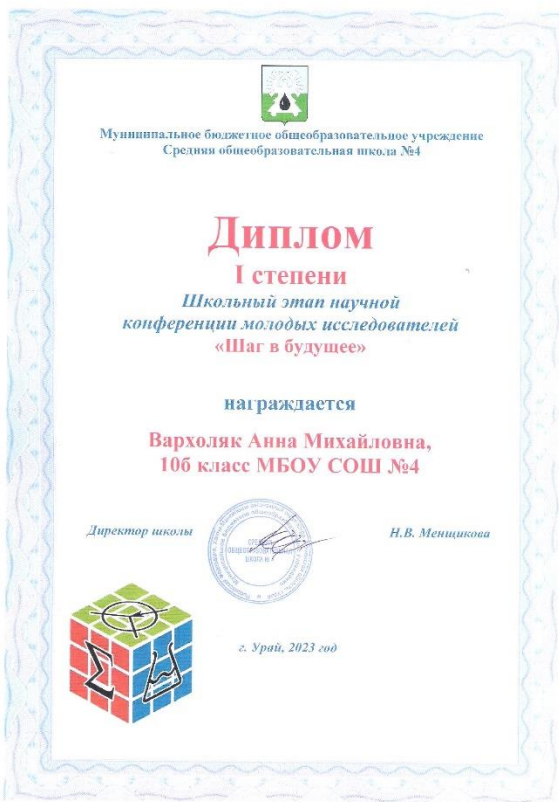 Муниципальное бюджетное общеобразовательное учреждение
Средняя общеобразовательная школа №4
Диплом
I степени
Школьный этап научной
конференции молодых исследователей
«Шаг в будущее»
награждается
Вархоляк Анна Михайловна,
10б класс МБОУ СОШ №4
Директор школы
Н.В. Менщикова
г. Урай, 2023 год